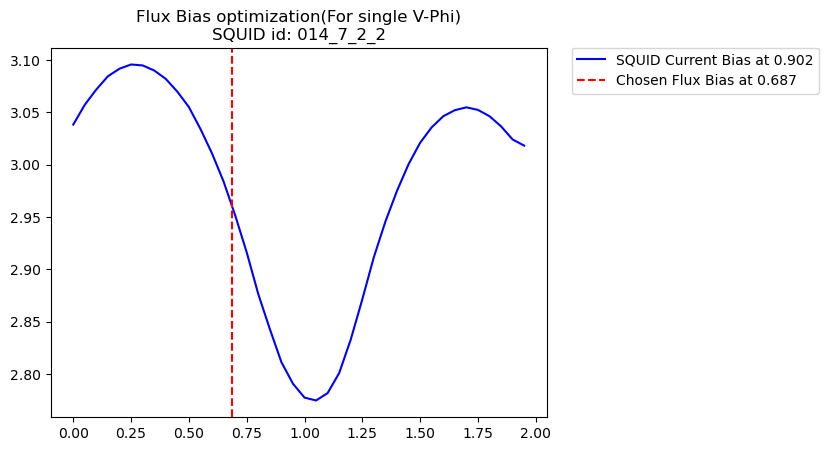 Flux Bias optimization(For single V-Phi)
SQUID id: 014_7_2_2
SQUID Current Bias at 0.902
Chosen Flux Bias at 0.687
3.10
3.05
3.00
2.95
2.90
2.85
2.80
0.00 0.25 0.50 0.75 1.00 1.25 1.50 1.75 2.00